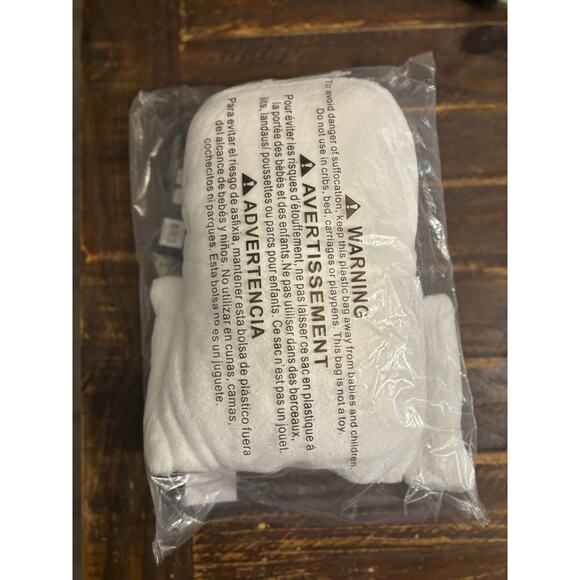 ⚠ WARNING
To avoid danger of suffocation, keep this plastic bag away from babies and children.
Do not use in cribs, bed, carriages or playpens. This bag is not a toy.
⚠ AVERTISSEMENT
Pour éviter les risques d'étouffement, ne pas laisser ce sac en plastique à
la portée des bébés et des enfants. Ne pas utiliser dans des berceaux,
lits, landausi poussettes ou parcs pour enfants. Ce sac n'est pas un jouet.
⚠ ADVERTENCIA
Para evitar el riesgo de asfixia, mantener esta bolsa de plástico fuera
del alcance de bebés y niños. No utilizar en cunas, camas,
cochecitos ni parques. Esta bolsa no es un juguete.